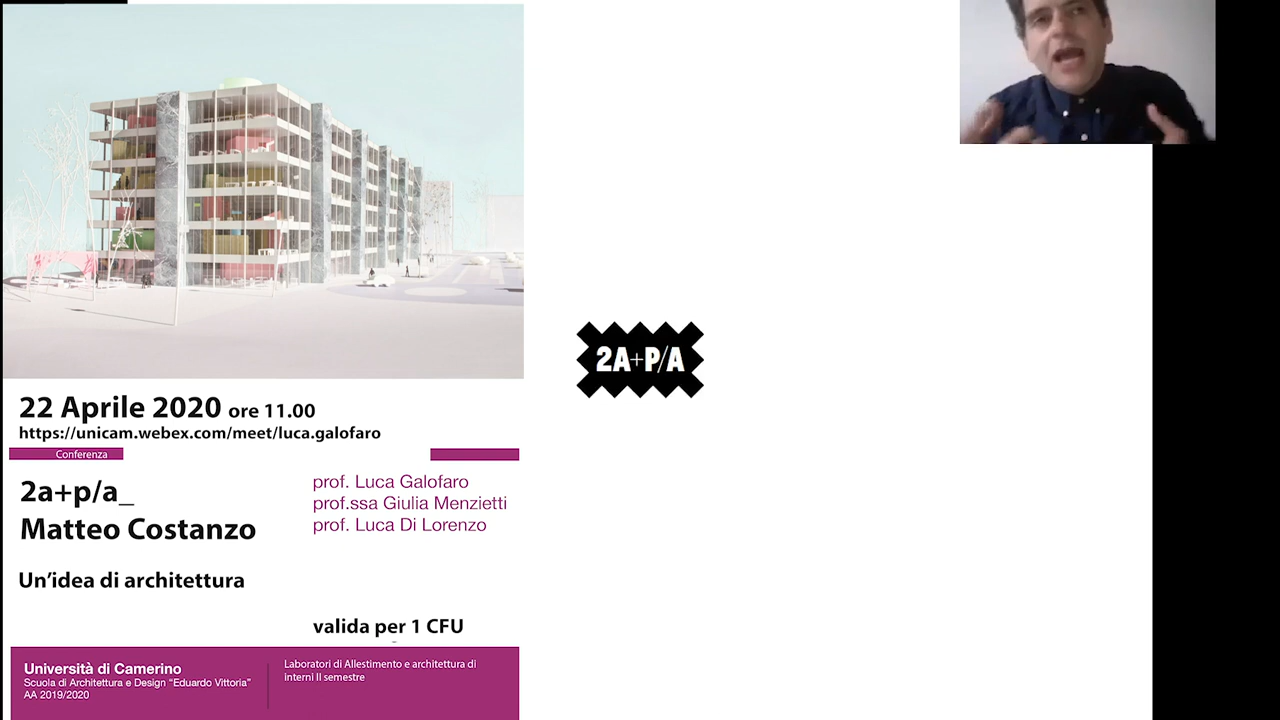 22 Aprile 2020 ore 11.00
https://unicam.webex.com/meet/luca.galofaro
Conferenza
2a+p/a_
Matteo Costanzo
prof. Luca Galofaro
prof.ssa Giulia Menzietti
prof. Luca Di Lorenzo
Un'idea di architettura
valida per 1 CFU
Università di Camerino
Scuola di Architettura e Design "Eduardo Vittoria"
AA 2019/2020
Laboratori di Allestimento e architettura di
interni II semestre
2A+P/A